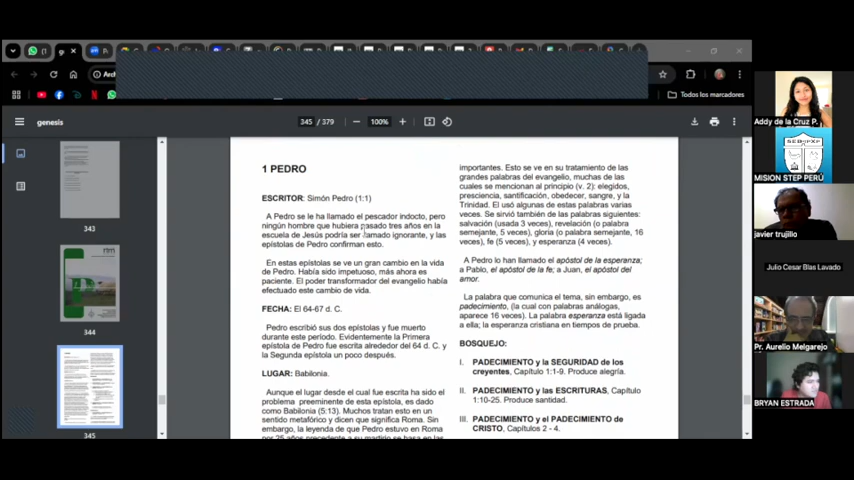 genesis
345 / 379
100%
Todos los marcadores
1 PEDRO
ESCRITOR: Simón Pedro (1:1)
A Pedro se le ha llamado el pescador indocto, pero
ningún hombre que hubiera pasado tres años en la
escuela de Jesús podría ser llamado ignorante, y las
epístolas de Pedro confirman esto.
En estas epístolas se ve un gran cambio en la vida
de Pedro. Había sido impetuoso, más ahora es
paciente. El poder transformador del evangelio había
efectuado este cambio de vida.
FECHA: El 64-67 d. C.
Pedro escribió sus dos epístolas y fue muerto
durante este período. Evidentemente la Primera
epístola de Pedro fue escrita alrededor del 64 d. C. y
la Segunda epístola un poco después.
LUGAR: Babilonia.
Aunque el lugar desde el cual fue escrita ha sido el
problema preeminente de esta epístola, es dado
como Babilonia (5:13). Muchos tratan esto en un
sentido metafórico y dicen que significa Roma. Sin
embargo, la leyenda de que Pedro estuvo en Roma
por 25 años precedente a su martirio se basa en las
importantes. Esto se ve en su tratamiento de las
grandes palabras del evangelio, muchas de las
cuales se mencionan al principio (v. 2): elegidos,
presciencia, santificación, obedecer, sangre, y la
Trinidad. El usó algunas de estas palabras varias
veces. Se sirvió también de las palabras siguientes:
salvación (usada 3 veces), revelación (o palabra
semejante, 5 veces), gloria (o palabra semejante, 16
veces), fe (5 veces), y esperanza (4 veces).
A Pedro lo han llamado el apóstol de la esperanza;
a Pablo, el apóstol de la fe; a Juan, el apóstol del
amor.
La palabra que comunica el tema, sin embargo, es
padecimiento, (la cual con palabras análogas,
aparece 16 veces). La palabra esperanza está ligada
a ella; la esperanza cristiana en tiempos de prueba.
BOSQUEJO:
I. PADECIMIENTO y la SEGURIDAD de los
creyentes, Capítulo 1:1-9. Produce alegría.
II. PADECIMIENTO y las ESCRITURAS, Capítulo
1:10-25. Produce santidad.
III. PADECIMIENTO y el PADECIMIENTO de
CRISTO, Capítulos 2 - 4.
343
344
345
Addy de la Cruz P.
MISION STEP PERÚ
javier trujillo
Julio Cesar Blas Lavado
Pr. Aurelio Melgarejo
BRYAN ESTRADA